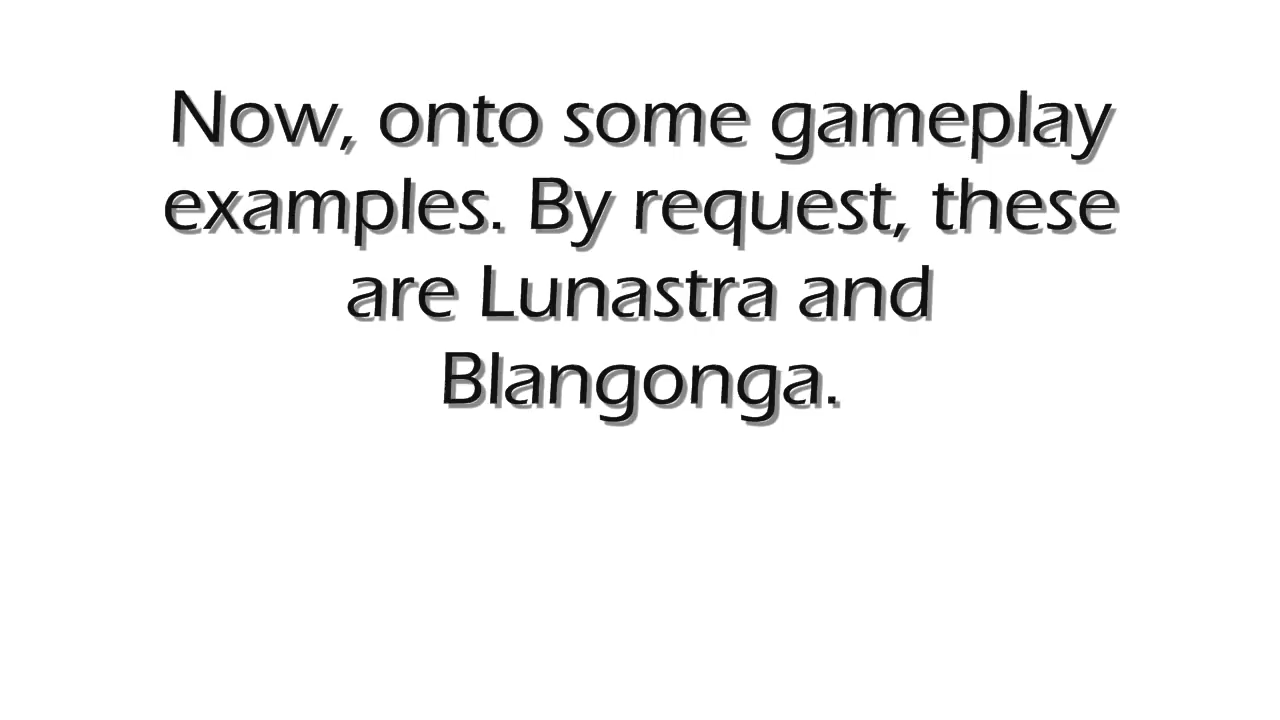 Now, onto some gameplay
examples. By request, these
are Lunastra and
Blangonga.